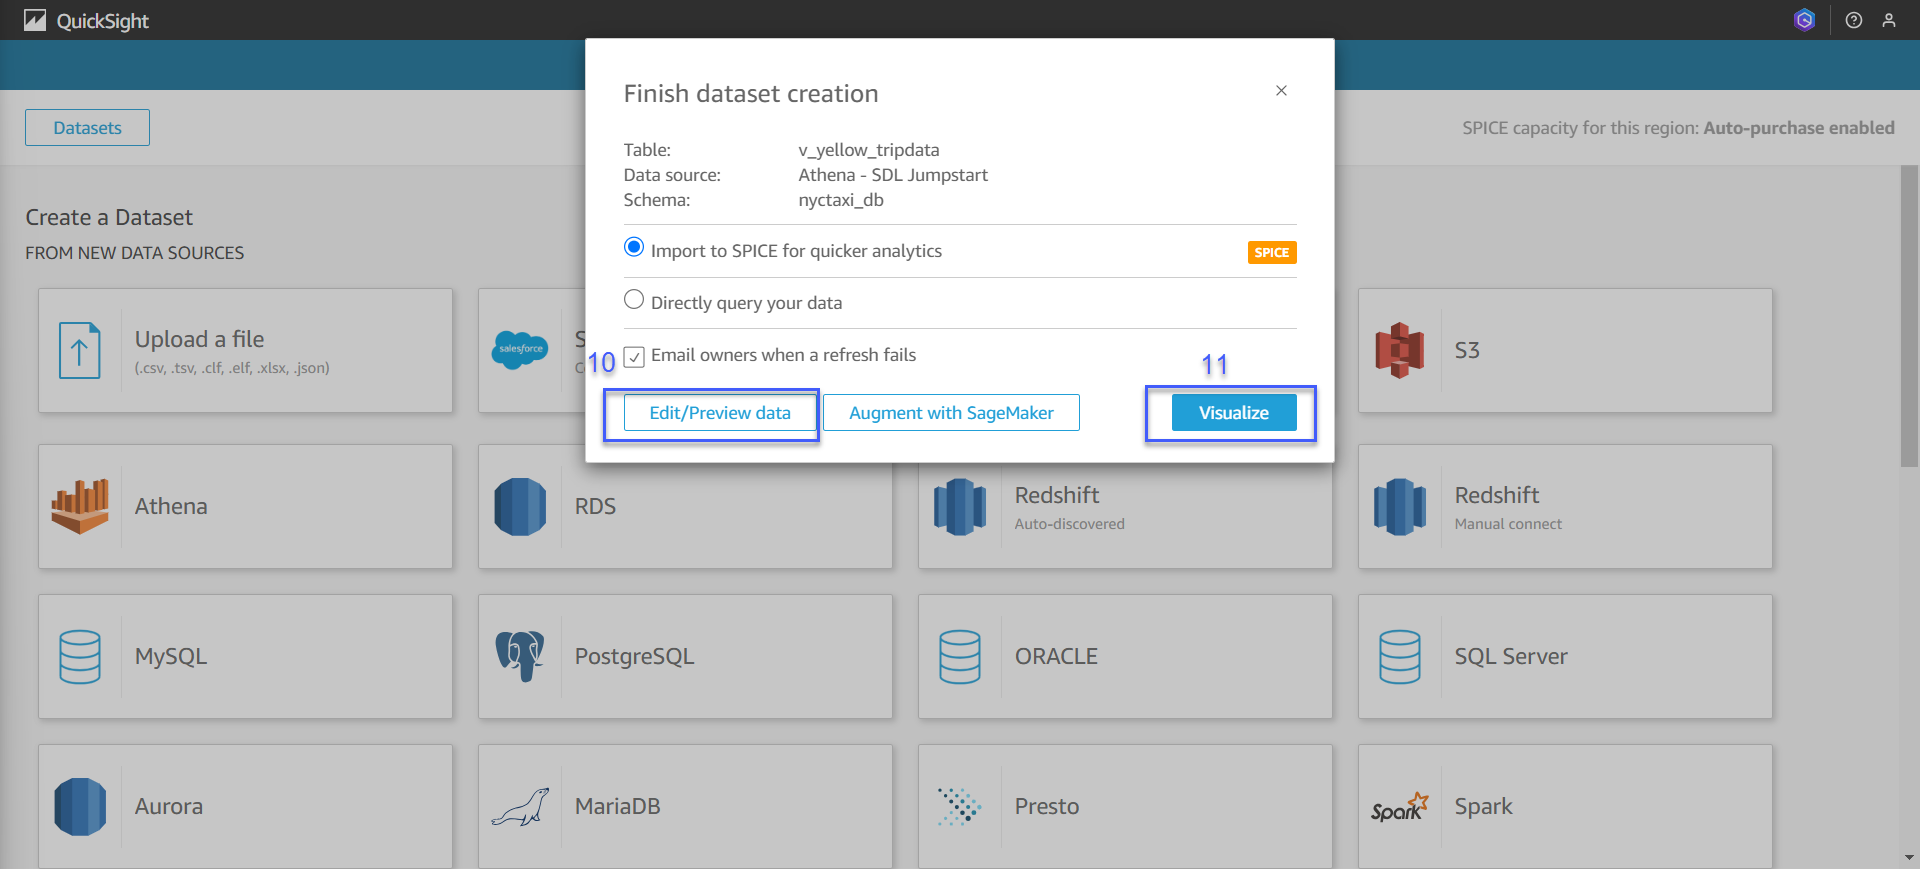 QuickSight
Datasets
SPICE capacity for this region: Auto-purchase enabled
Finish dataset creation
Table: v_yellow_tripdata
Data source: Athena - SDL Jumpstart
Schema: nyctaxi_db
Import to SPICE for quicker analytics SPICE
Directly query your data
Email owners when a refresh fails
10
11
Edit/Preview data Augment with SageMaker Visualize
Create a Dataset
FROM NEW DATA SOURCES
Upload a file
(.csv, .tsv, .clf, .elf, .xlsx, .json)
salesforce
S
C
S3
Athena
RDS
Redshift
Auto-discovered
Redshift
Manual connect
MySQL
PostgreSQL
ORACLE
SQL Server
Aurora
MariaDB
Presto
Spark
Spark